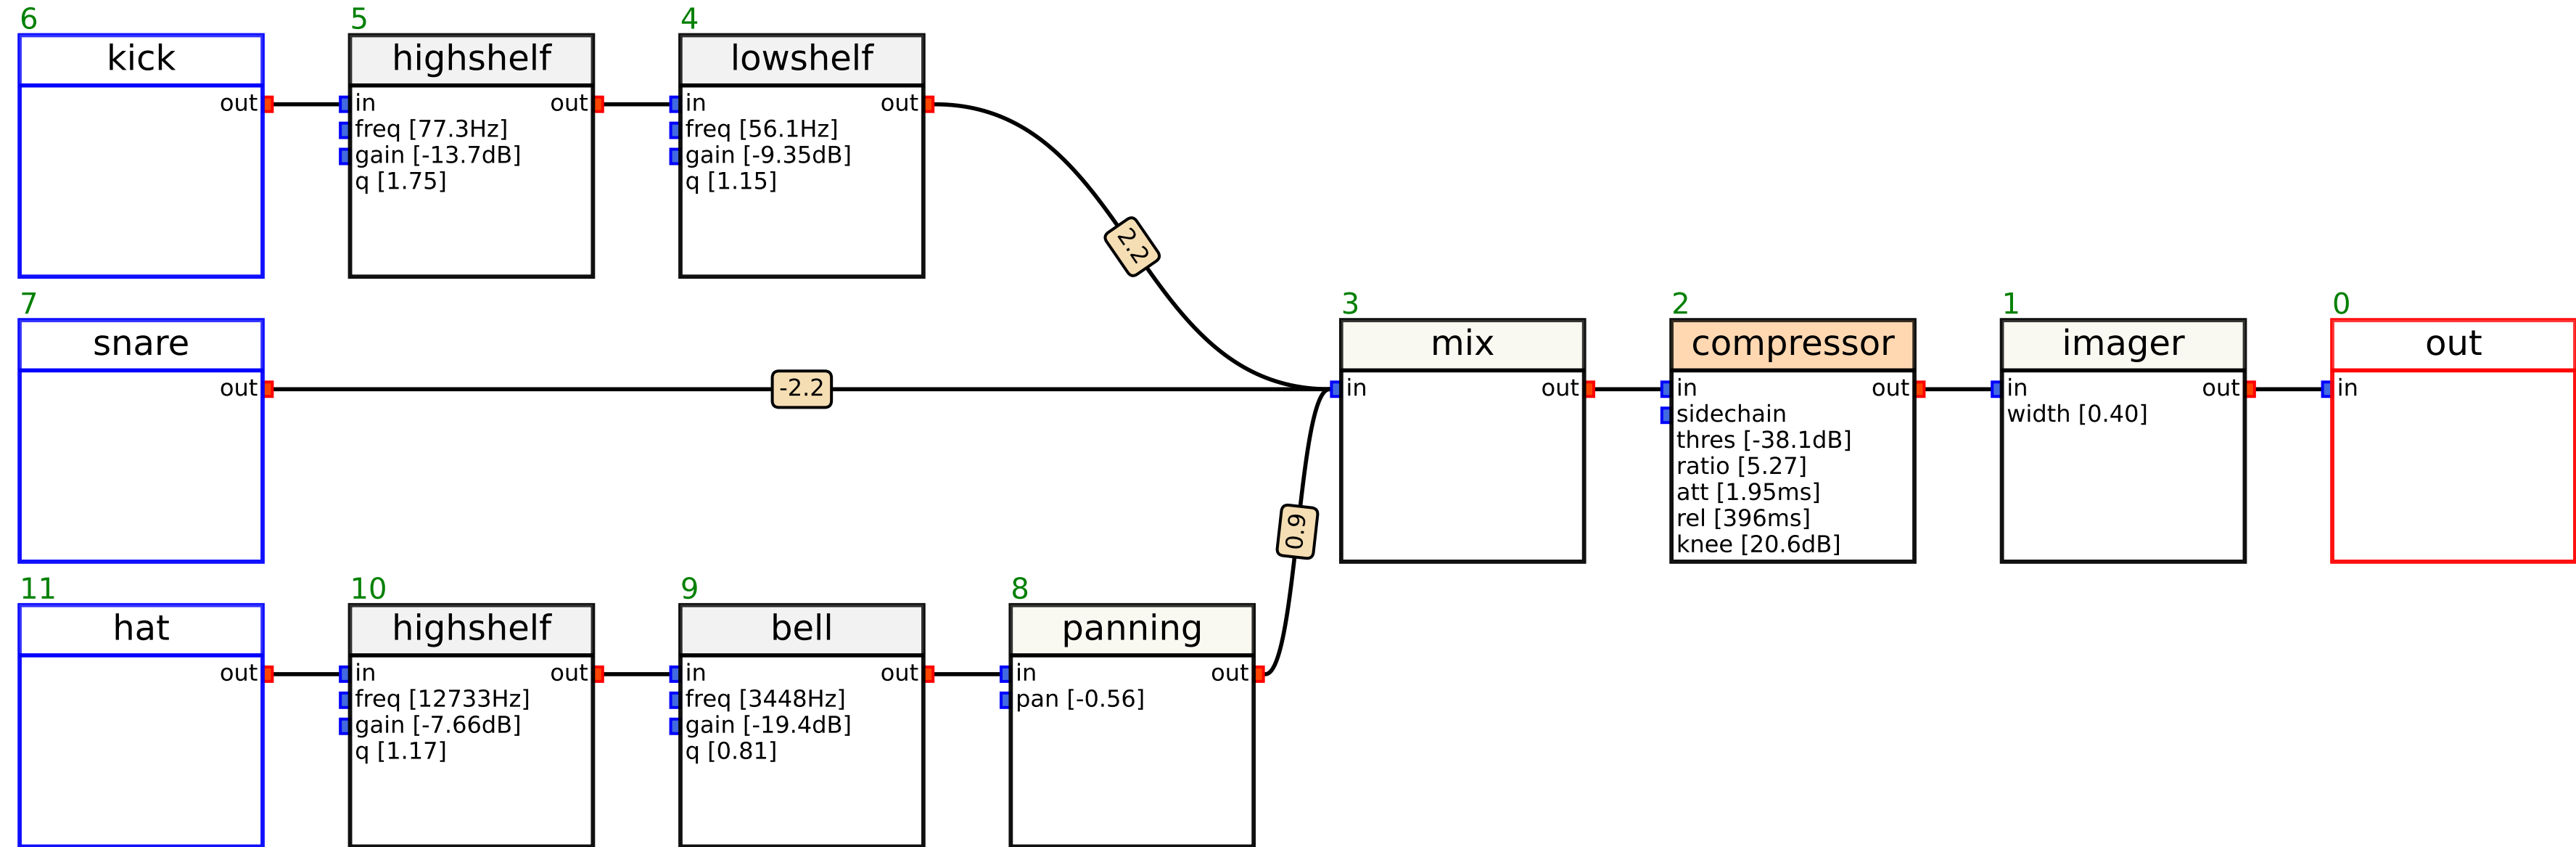 6
kick
out
5
highshelf
in out
freq [77.3Hz]
gain [-13.7dB]
q [1.75]
4
lowshelf
in out
freq [56.1Hz]
gain [-9.35dB]
q [1.15]
2.2
7
snare
out
-2.2
3
mix
in out
2
compressor
in out
sidechain
thres [-38.1dB]
ratio [5.27]
att [1.95ms]
rel [396ms]
knee [20.6dB]
1
imager
in out
width [0.40]
0
out
in
11
hat
out
10
highshelf
in out
freq [12733Hz]
gain [-7.66dB]
q [1.17]
9
bell
in out
freq [3448Hz]
gain [-19.4dB]
q [0.81]
8
panning
in out
pan [-0.56]
0.9